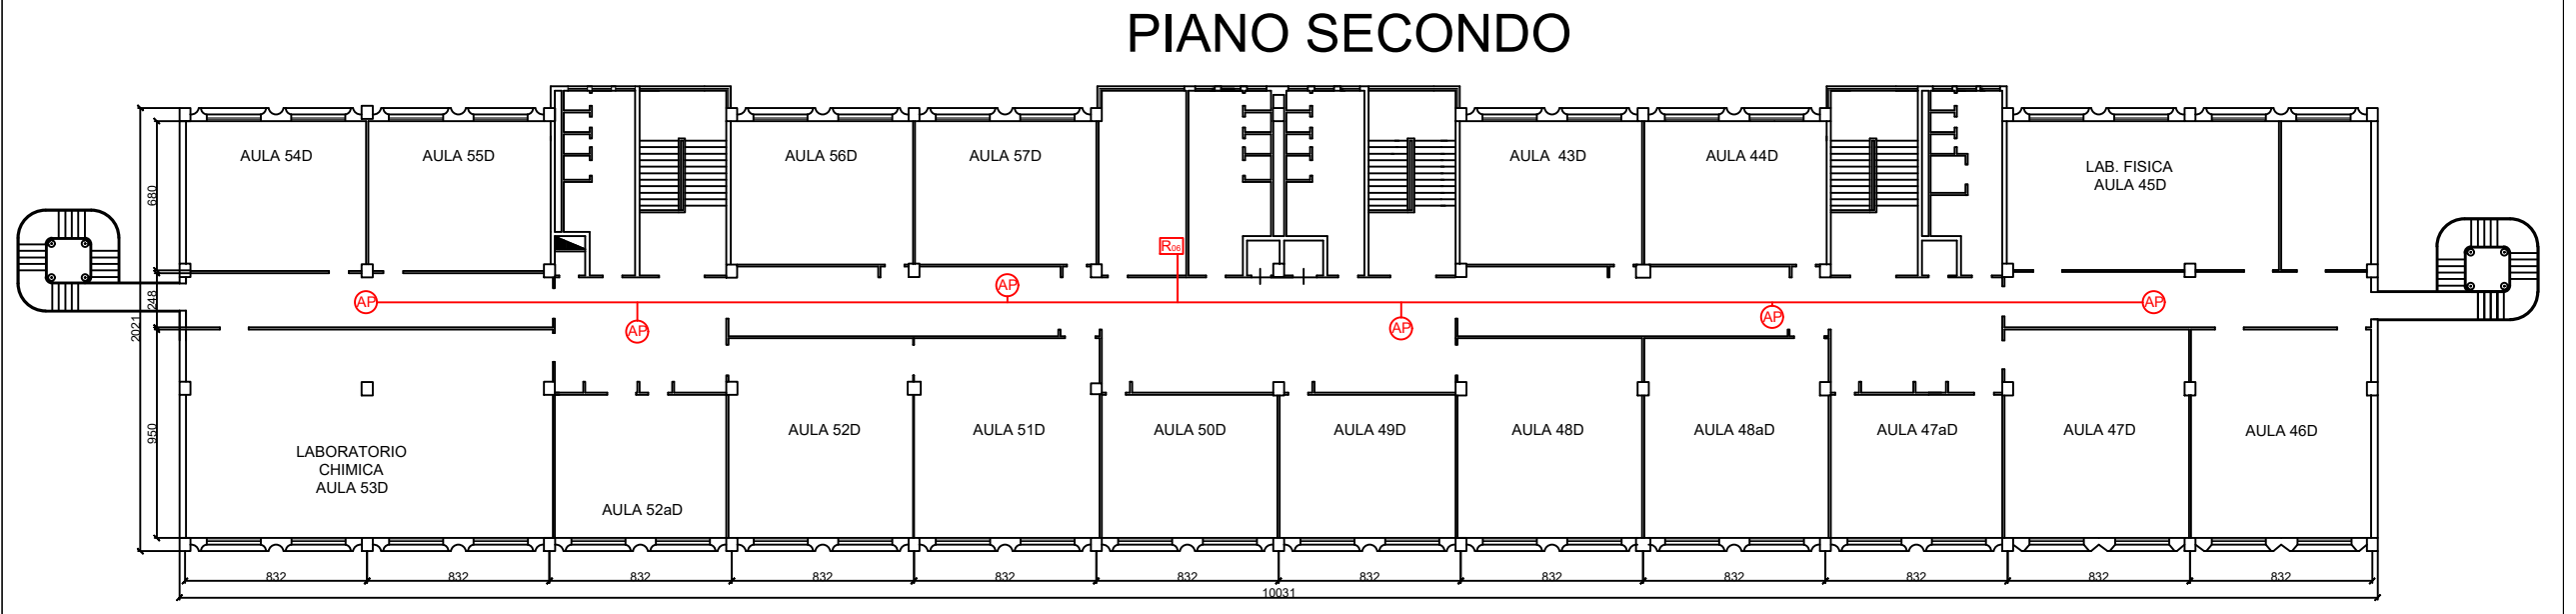 PIANO SECONDO
AULA 54D
AULA 55D
AULA 56D
AULA 57D
AULA 43D
AULA 44D
LAB. FISICA
AULA 45D
680
248
2021
950
R06
AP
AP
AP
AP
AP
AP
LABORATORIO
CHIMICA
AULA 53D
AULA 52aD
AULA 52D
AULA 51D
AULA 50D
AULA 49D
AULA 48D
AULA 48aD
AULA 47aD
AULA 47D
AULA 46D
832
832
832
832
832
832
832
832
832
832
832
832
10031